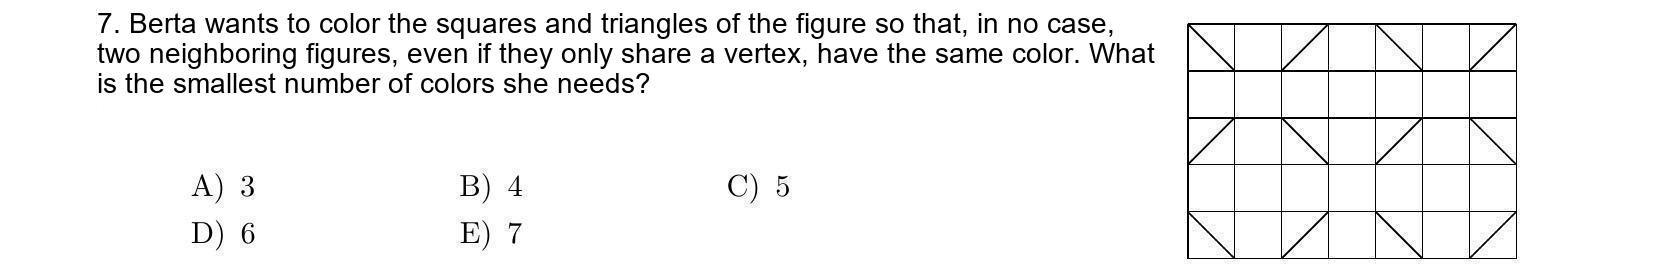 7. Berta wants to color the squares and triangles of the figure so that, in no case,
two neighboring figures, even if they only share a vertex, have the same color. What
is the smallest number of colors she needs?
A) 3 B) 4 C) 5
D) 6 E) 7